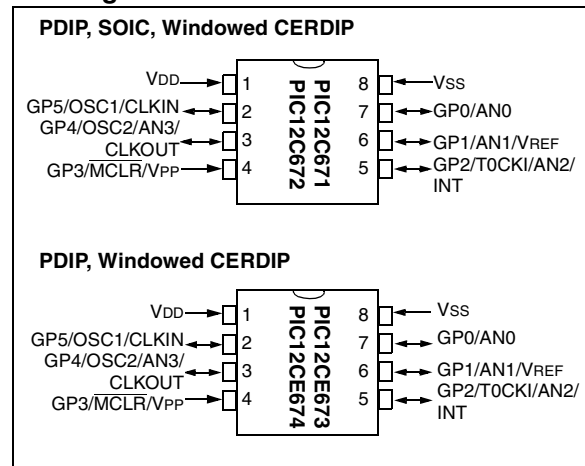 PDIP, SOIC, Windowed CERDIP
VDD
1
8
VSS
GP5/OSC1/CLKIN
2
7
GP0/AN0
GP4/OSC2/AN3/
CLKOUT
3
6
GP1/AN1/VREF
GP3/MCLR/VPP
4
5
GP2/T0CKI/AN2/
INT
PIC12C671
PIC12C672
PDIP, Windowed CERDIP
VDD
1
8
VSS
GP5/OSC1/CLKIN
2
7
GP0/AN0
GP4/OSC2/AN3/
CLKOUT
3
6
GP1/AN1/VREF
GP3/MCLR/VPP
4
5
GP2/T0CKI/AN2/
INT
PIC12CE673
PIC12CE674